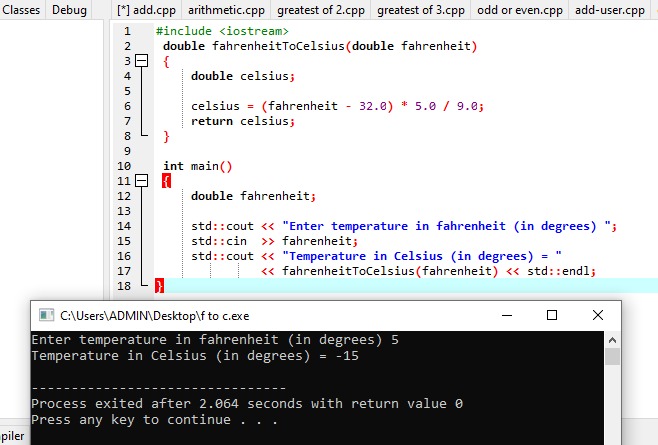 Classes Debug
[*] add.cpp arithmetic.cpp greatest of 2.cpp greatest of 3.cpp odd or even.cpp add-user.cpp
1 #include <iostream>
2 double fahrenheitToCelsius(double fahrenheit)
3 {
4 double celsius;
5
6 celsius = (fahrenheit - 32.0) * 5.0 / 9.0;
7 return celsius;
8 }
9
10 int main()
11 {
12 double fahrenheit;
13
14 std::cout << "Enter temperature in fahrenheit (in degrees) ";
15 std::cin >> fahrenheit;
16 std::cout << "Temperature in Celsius (in degrees) = "
17 << fahrenheitToCelsius(fahrenheit) << std::endl;
18 }
C:\Users\ADMIN\Desktop\f to c.exe
Enter temperature in fahrenheit (in degrees) 5
Temperature in Celsius (in degrees) = -15
--------------------------------
Process exited after 2.064 seconds with return value 0
Press any key to continue . . .
piler